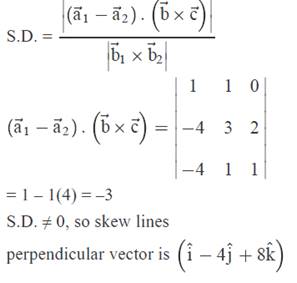 S.D. = |(a⃗₁ − a⃗₂) . (b⃗ × c⃗)| / |b⃗₁ × b⃗₂|
(a⃗₁ − a⃗₂) . (b⃗ × c⃗) = | 1 1 0 |
| −4 3 2 |
| −4 1 1 |
= 1 – 1(4) = –3
S.D. ≠ 0, so skew lines
perpendicular vector is (î − 4ĵ + 8k̂)